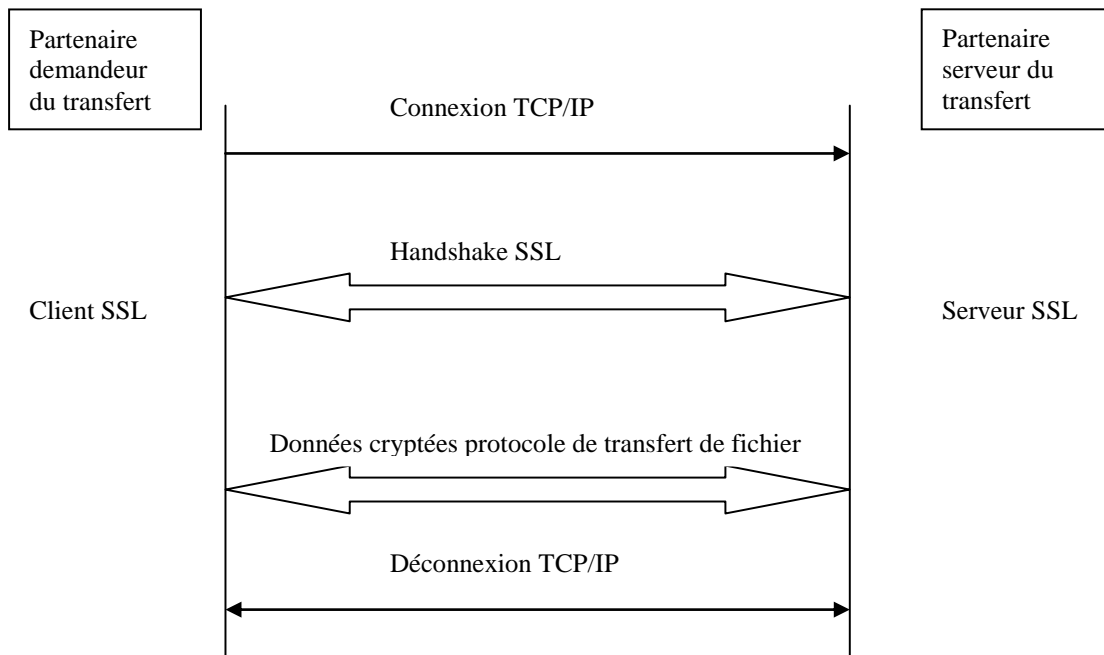 Partenaire
demandeur
du transfert
Partenaire
serveur du
transfert
Connexion TCP/IP
Handshake SSL
Client SSL
Serveur SSL
Données cryptées protocole de transfert de fichier
Déconnexion TCP/IP